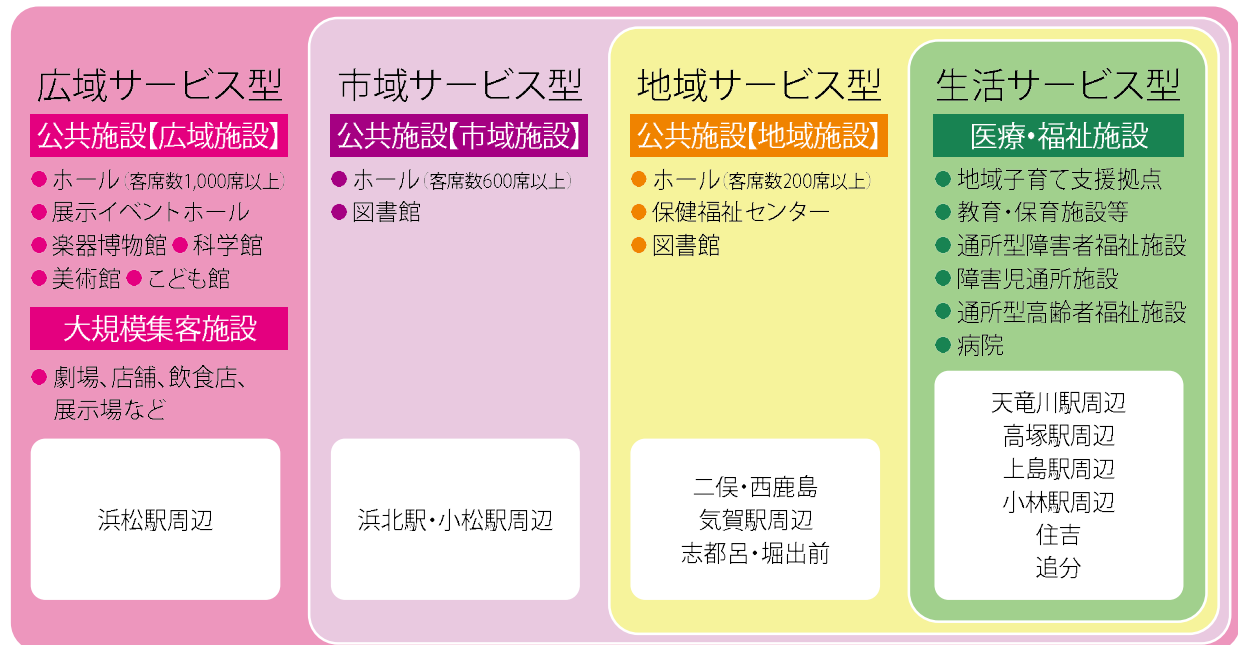 広域サービス型
公共施設【広域施設】
●ホール（客席数1,000席以上）
●展示イベントホール
●楽器博物館 ●科学館
●美術館 ●こども館
大規模集客施設
●劇場、店舗、飲食店、
展示場など
浜松駅周辺
市域サービス型
公共施設【市域施設】
●ホール（客席数600席以上）
●図書館
浜北駅・小松駅周辺
地域サービス型
公共施設【地域施設】
●ホール（客席数200席以上）
●保健福祉センター
●図書館
二俣・西鹿島
気賀駅周辺
志都呂・堀出前
生活サービス型
医療・福祉施設
●地域子育て支援拠点
●教育・保育施設等
●通所型障害者福祉施設
●障害児通所施設
●通所型高齢者福祉施設
●病院
天竜川駅周辺
高塚駅周辺
上島駅周辺
小林駅周辺
住吉
追分